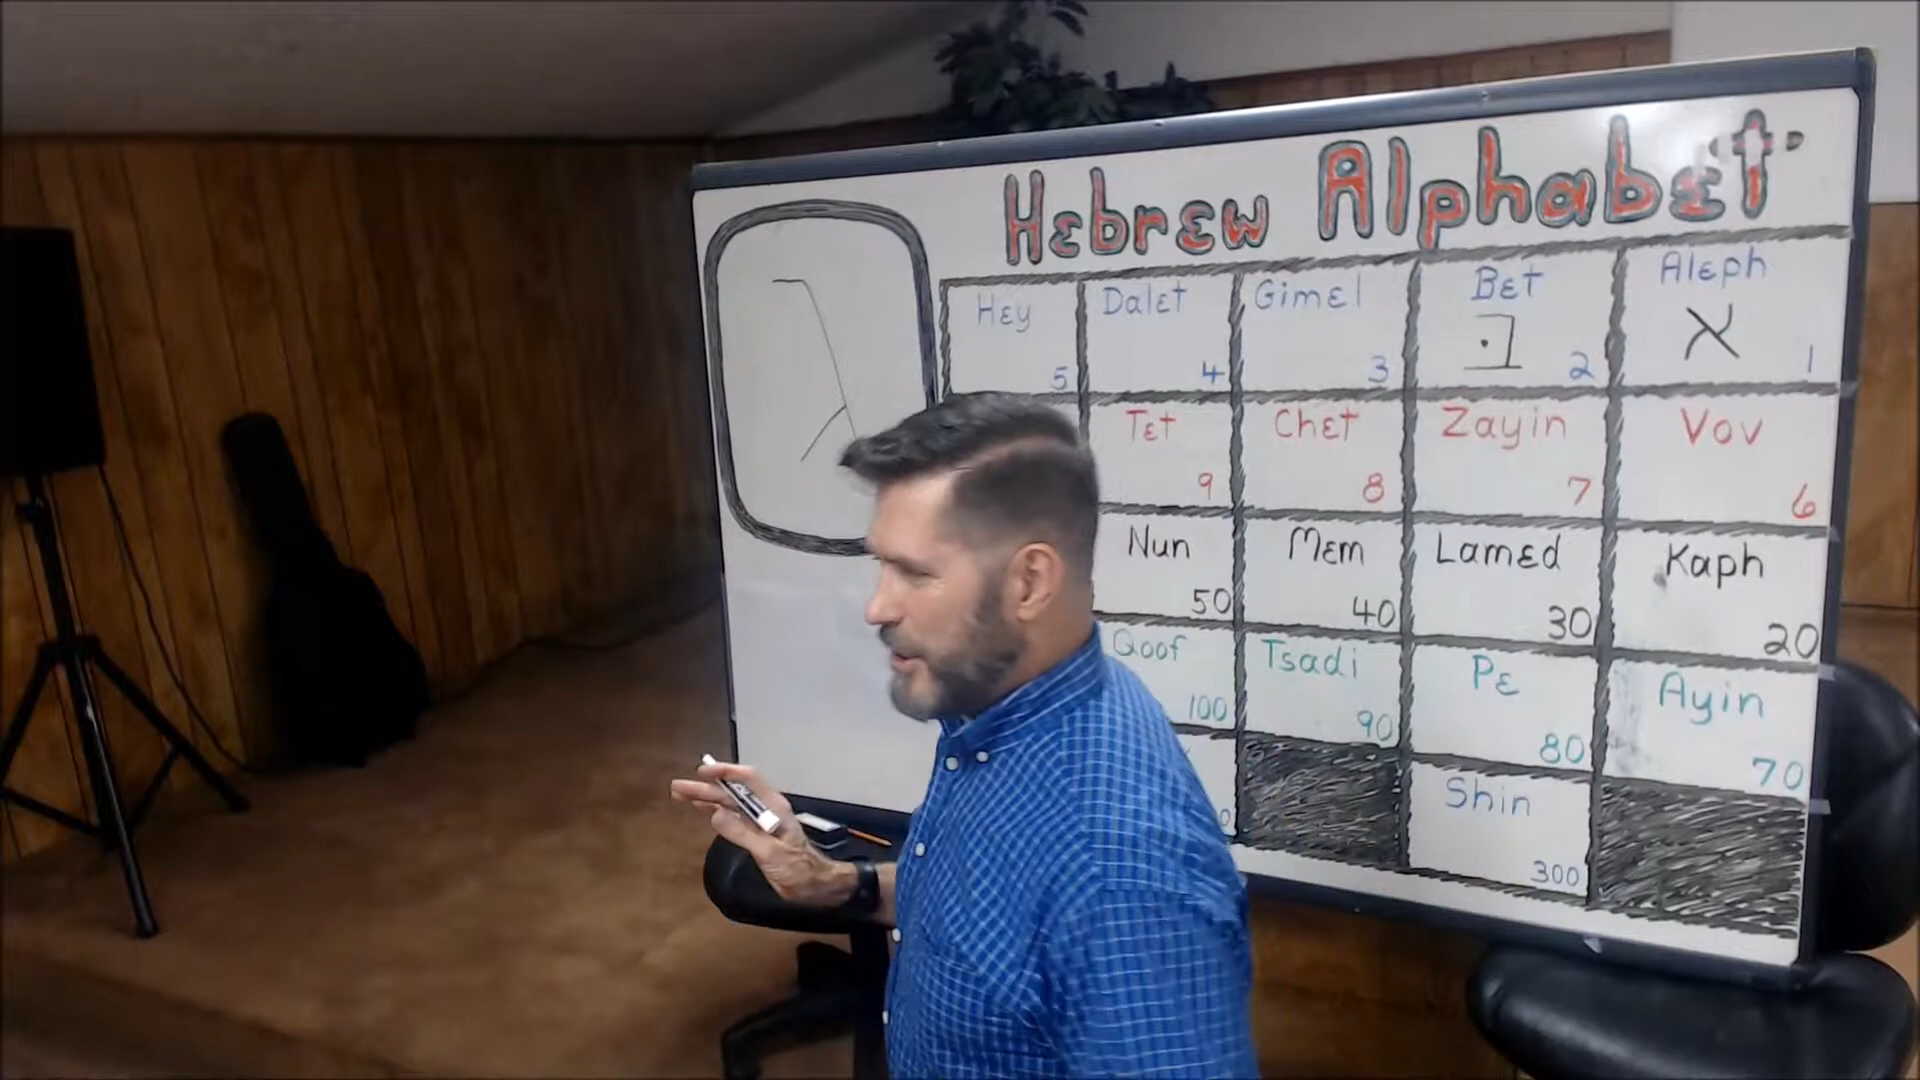 Hebrew Alphabet
Hey Dalet Gimel Bet Aleph
בּ א
5 4 3 2 1
Tet Chet Zayin Vov
9 8 7 6
Nun Mem Lamed Kaph
50 40 30 20
Qoof Tsadi Pe Ayin
100 90 80 70
Shin
300
ג